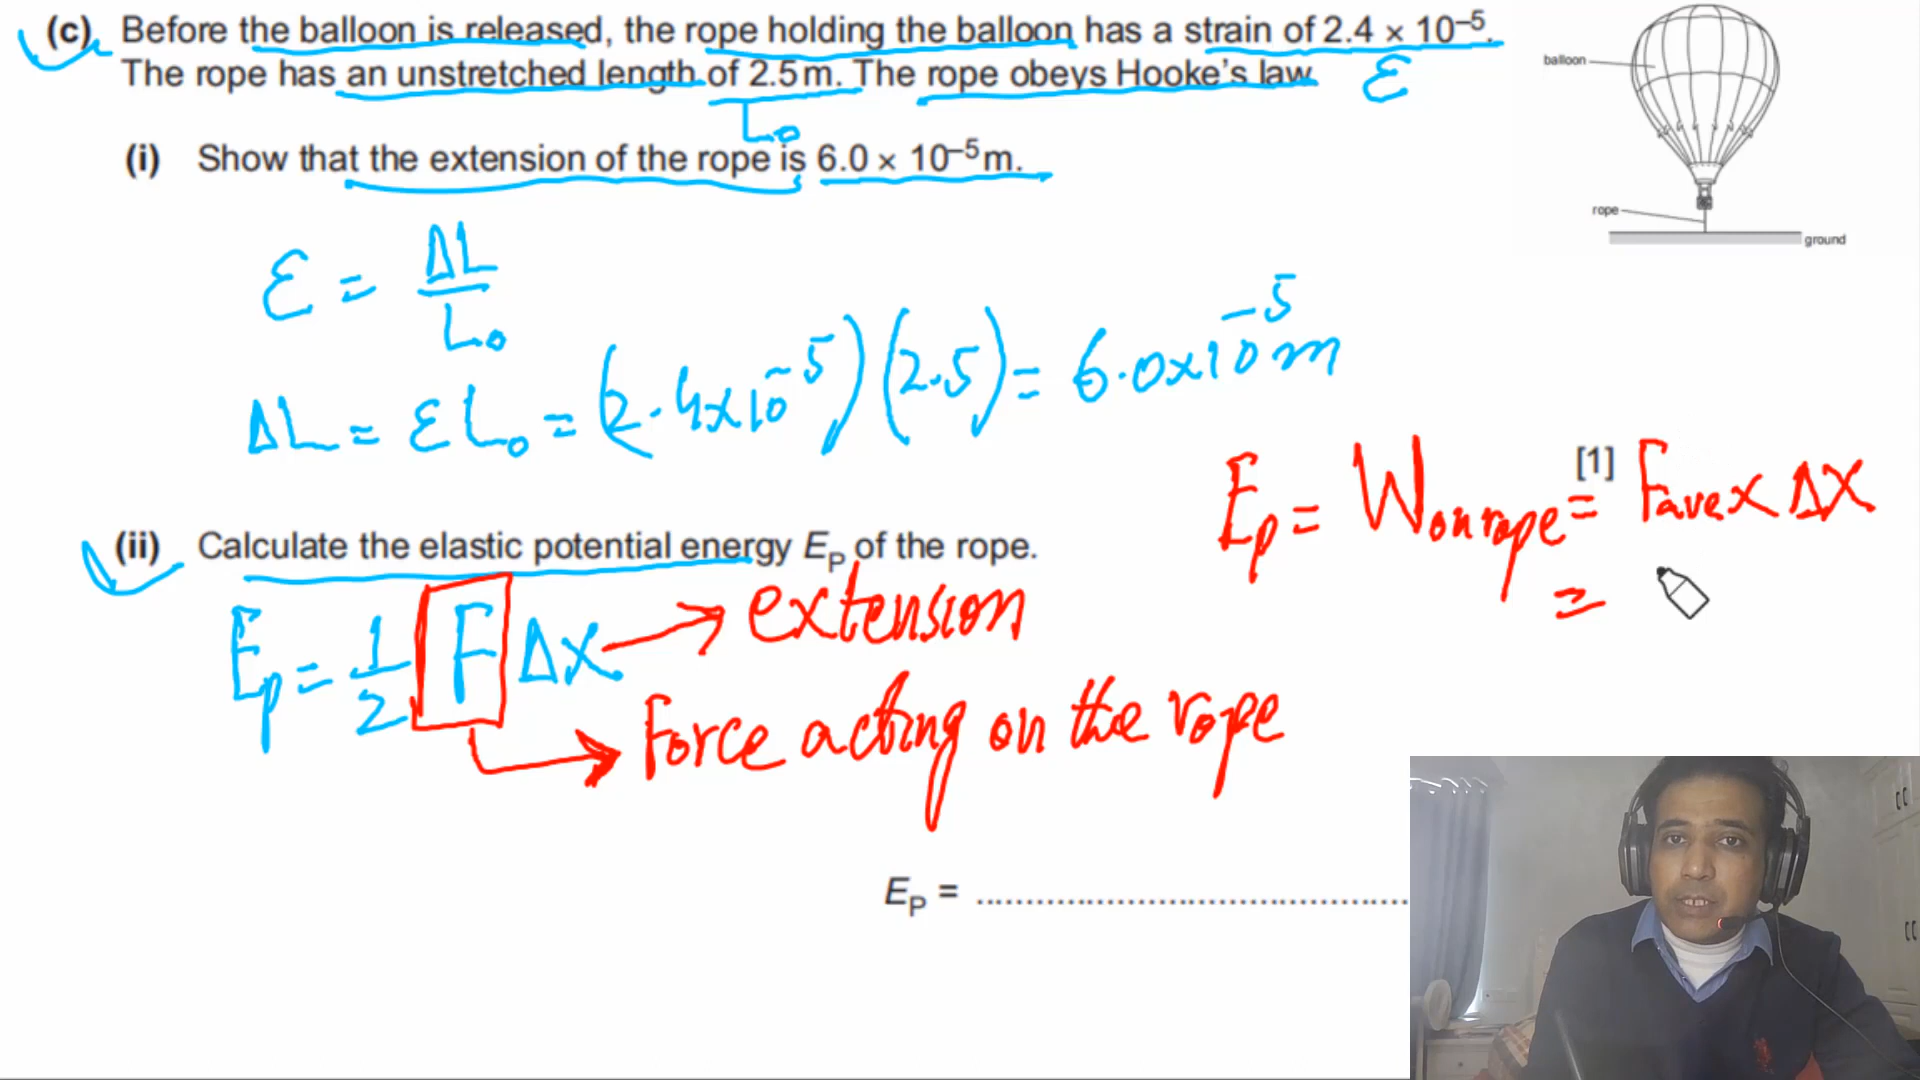 (c) Before the balloon is released, the rope holding the balloon has a strain of 2.4 × 10⁻⁵.
The rope has an unstretched length of 2.5 m. The rope obeys Hooke's law.
ε
L₀
balloon
rope
ground
(i) Show that the extension of the rope is 6.0 × 10⁻⁵ m.
ε = ΔL / L₀
ΔL = ε L₀ = (2.4×10⁻⁵)(2.5) = 6.0×10⁻⁵ m
[1]
Eₚ = W on rope = Fave × ΔX
=
(ii) Calculate the elastic potential energy E_P of the rope.
Eₚ = 1/2 F Δx → extension
→ Force acting on the rope
E_P = ........................................